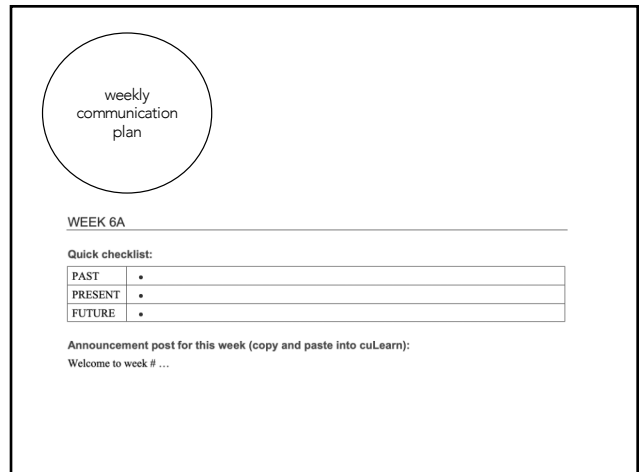 weekly
communication
plan
WEEK 6A
Quick checklist:
PAST •
PRESENT •
FUTURE •
Announcement post for this week (copy and paste into cuLearn):
Welcome to week # …